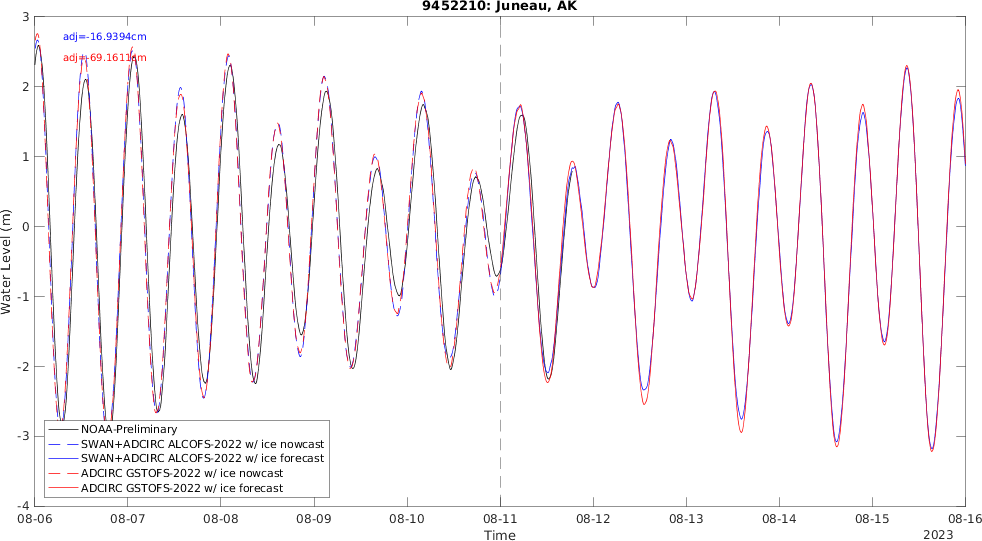 9452210: Juneau, AK
adj=-16.9394cm
adj=-69.1611cm
3
2
1
0
-1
-2
-3
-4
Water Level (m)
NOAA-Preliminary
SWAN+ADCIRC ALCOFS-2022 w/ ice nowcast
SWAN+ADCIRC ALCOFS-2022 w/ ice forecast
ADCIRC GSTOFS-2022 w/ ice nowcast
ADCIRC GSTOFS-2022 w/ ice forecast
08-06 08-07 08-08 08-09 08-10 08-11 08-12 08-13 08-14 08-15 08-16
Time
2023